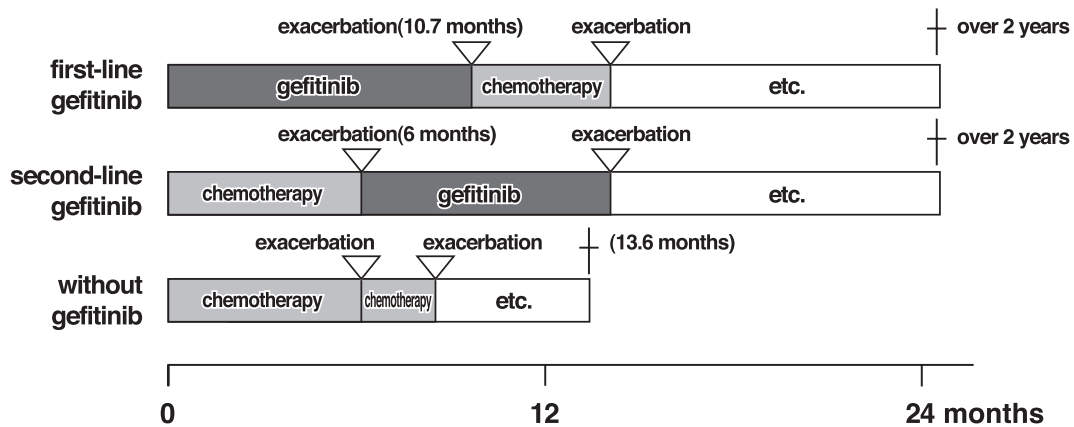 exacerbation(10.7 months) exacerbation over 2 years
first-line gefitinib
gefitinib chemotherapy etc.
exacerbation(6 months) exacerbation over 2 years
second-line gefitinib
chemotherapy gefitinib etc.
exacerbation exacerbation (13.6 months)
without gefitinib
chemotherapy chemotherapy etc.
0 12 24 months